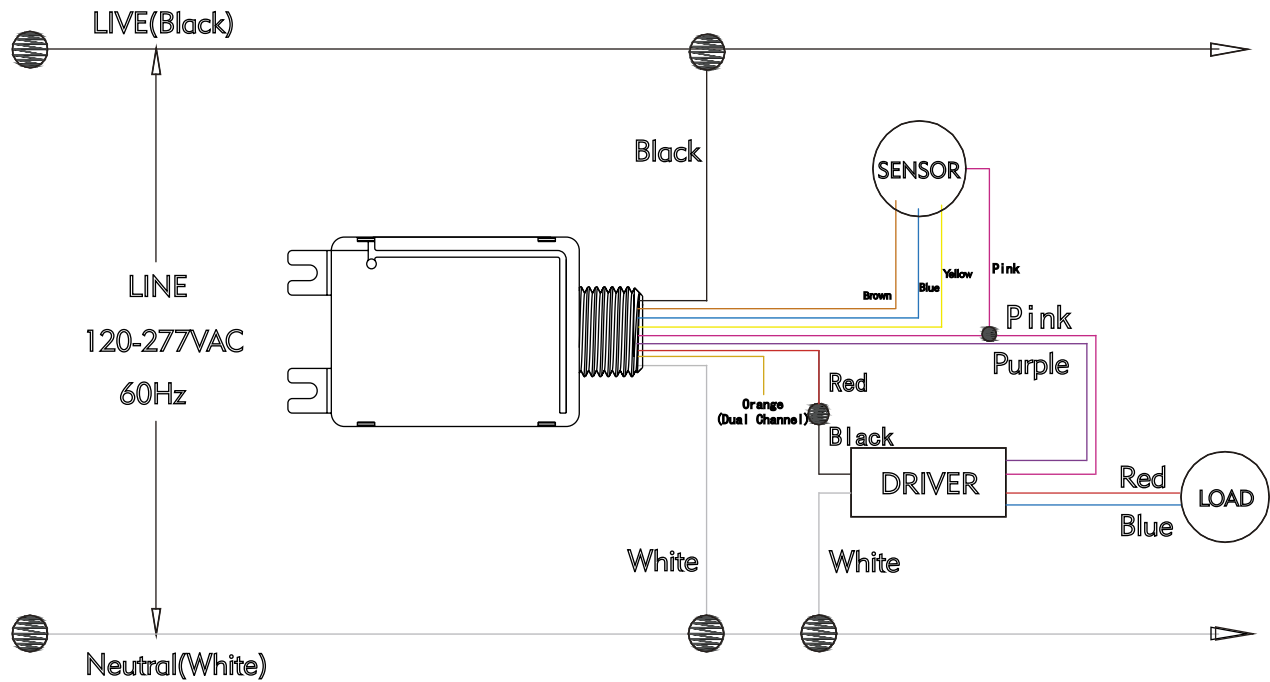 LIVE(Black)
Black
SENSOR
Pink
Yellow
Blue
Brown
LINE
120-277VAC
60Hz
Pink
Purple
Red
Orange
(Dual Channel)
Black
DRIVER
Red
LOAD
Blue
White
White
Neutral(White)